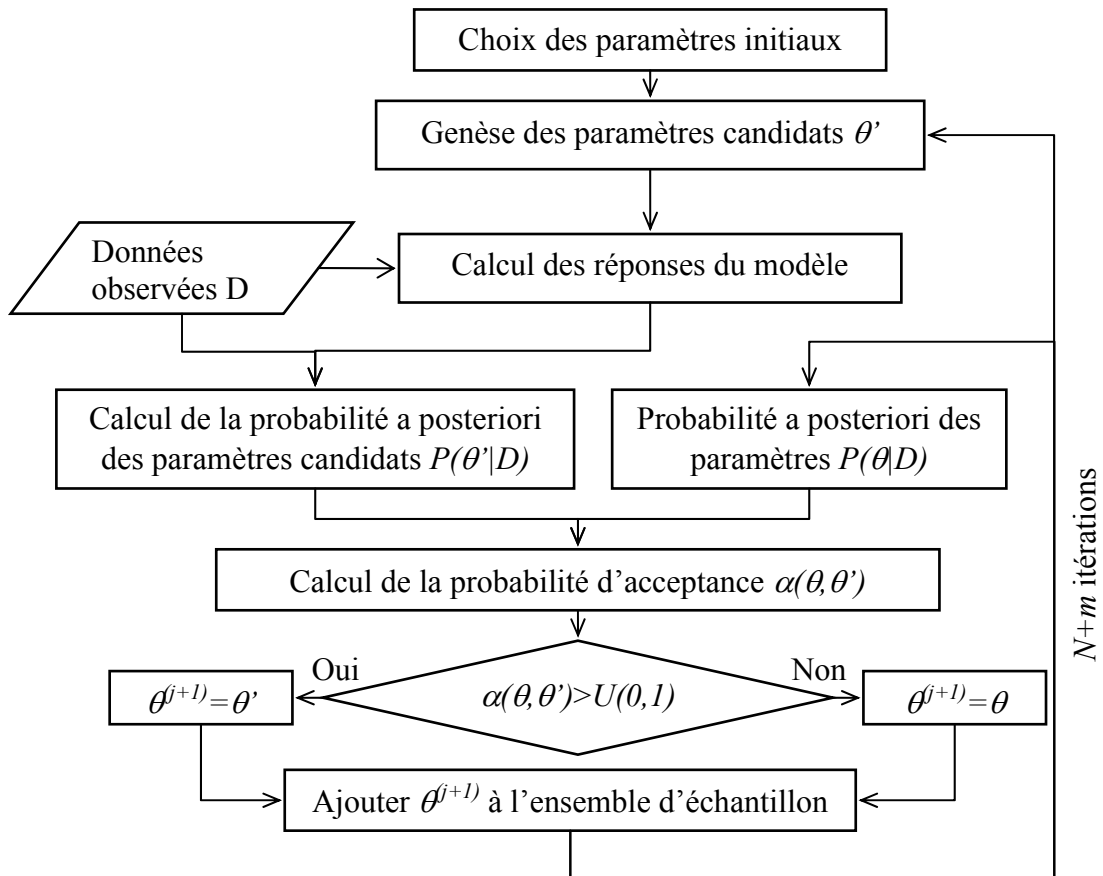 Choix des paramètres initiaux
Genèse des paramètres candidats θ’
Données
observées D
Calcul des réponses du modèle
Calcul de la probabilité a posteriori
des paramètres candidats P(θ’|D)
Probabilité a posteriori des
paramètres P(θ|D)
Calcul de la probabilité d’acceptance α(θ,θ’)
Oui
Non
θ^(j+1)=θ’
α(θ,θ’)>U(0,1)
θ^(j+1)=θ
Ajouter θ^(j+1) à l’ensemble d’échantillon
N+m itérations